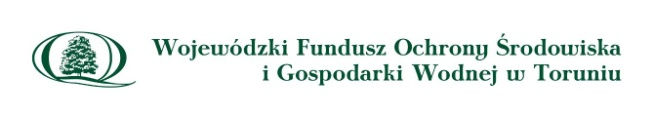 Wojewódzki Fundusz Ochrony Środowiska
i Gospodarki Wodnej w Toruniu